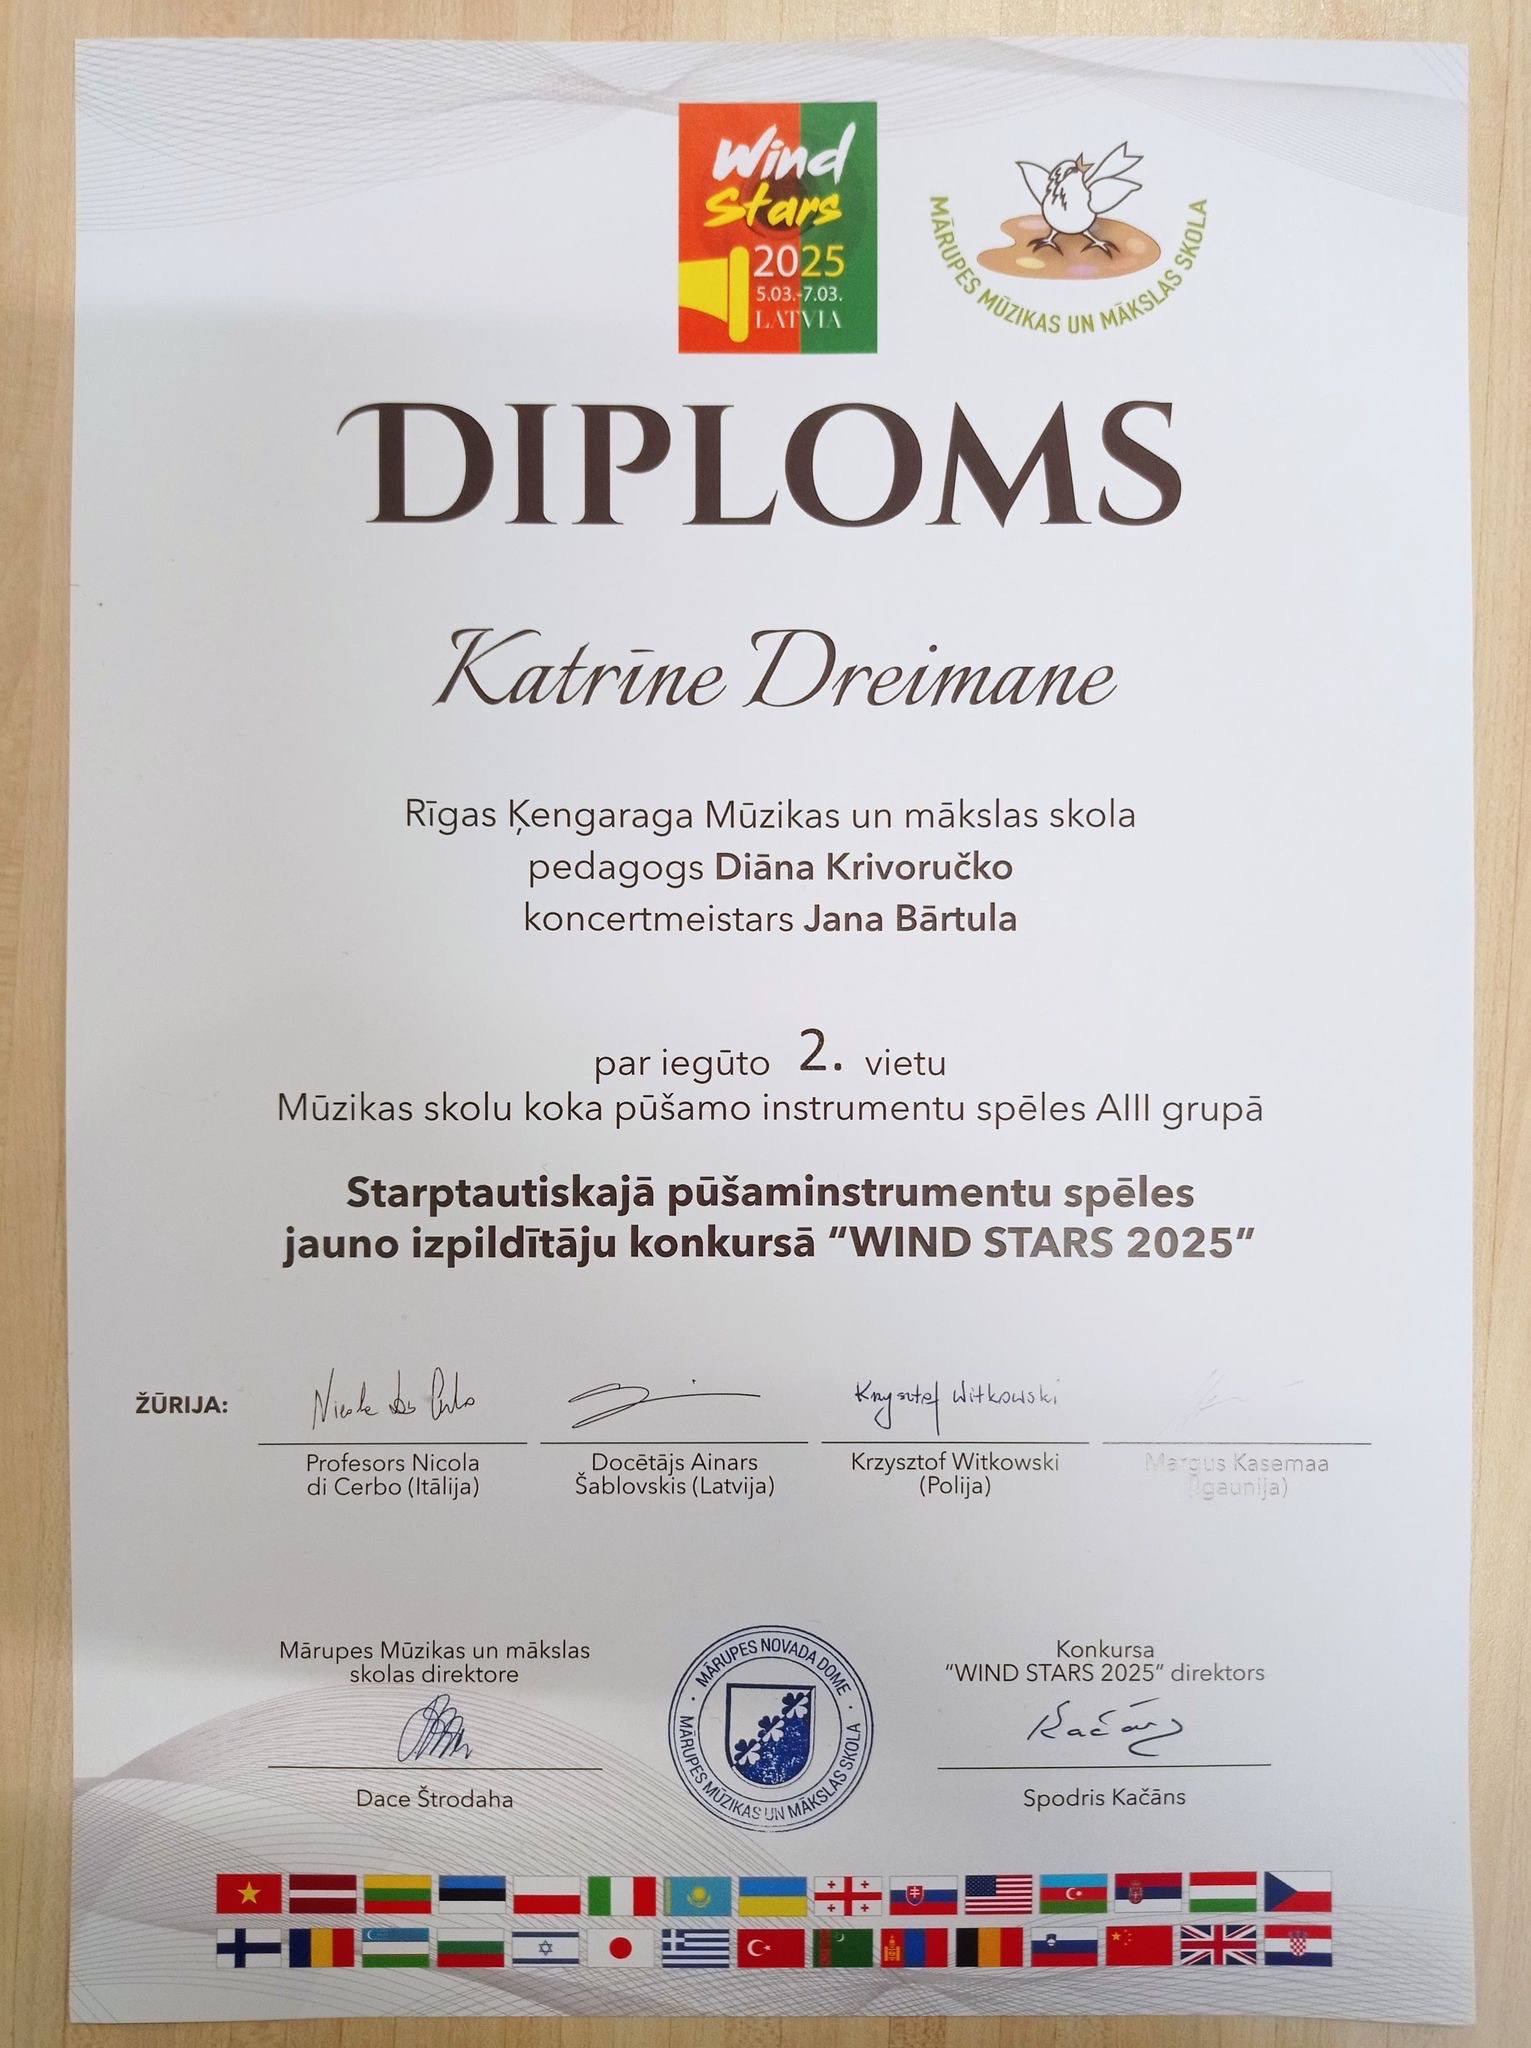 Wind
Stars
2025
5.03.-7.03.
LATVIA
MĀRUPES MŪZIKAS UN MĀKSLAS SKOLA
DIPLOMS
Katrīne Dreimane
Rīgas Ķengaraga Mūzikas un mākslas skola
pedagogs Diāna Krivoručko
koncertmeistars Jana Bārtula
par iegūto 2. vietu
Mūzikas skolu koka pūšamo instrumentu spēles AIII grupā
Starptautiskajā pūšaminstrumentu spēles
jauno izpildītāju konkursā “WIND STARS 2025”
ŽŪRIJA:
Krzysztof Witkowski
Profesors Nicola
di Cerbo (Itālija)
Docētājs Ainars
Šablovskis (Latvija)
Krzysztof Witkowski
(Polija)
Margus Kasemaa
(Igaunija)
Mārupes Mūzikas un mākslas
skolas direktore
Dace Štrodaha
MĀRUPES NOVADA DOME
MĀRUPES MŪZIKAS UN MĀKSLAS SKOLA
Konkursa
“WIND STARS 2025” direktors
Spodris Kačāns